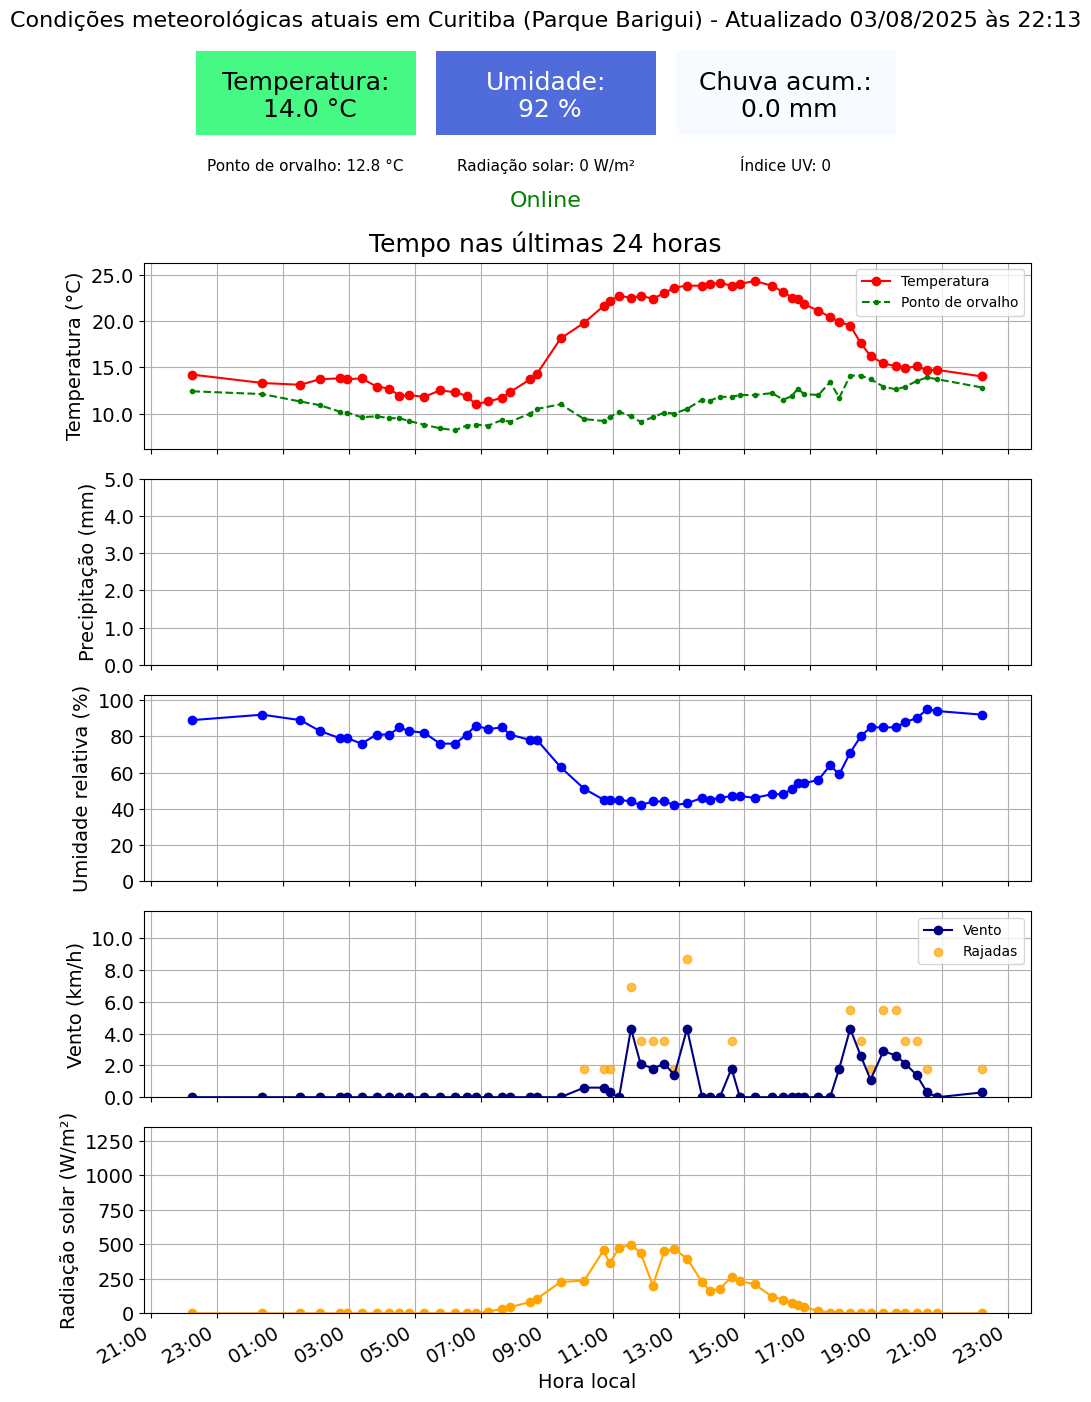 Condições meteorológicas atuais em Curitiba (Parque Barigui) - Atualizado 03/08/2025 às 22:13
Temperatura:
14.0 °C
Umidade:
92 %
Chuva acum.:
0.0 mm
Ponto de orvalho: 12.8 °C
Radiação solar: 0 W/m²
Índice UV: 0
Online
Tempo nas últimas 24 horas
Temperatura (°C)
25.0
20.0
15.0
10.0
Temperatura
Ponto de orvalho
Precipitação (mm)
5.0
4.0
3.0
2.0
1.0
0.0
Umidade relativa (%)
100
80
60
40
20
0
Vento (km/h)
10.0
8.0
6.0
4.0
2.0
0.0
Vento
Rajadas
Radiação solar (W/m²)
1250
1000
750
500
250
0
21:00
23:00
01:00
03:00
05:00
07:00
09:00
11:00
13:00
15:00
17:00
19:00
21:00
23:00
Hora local